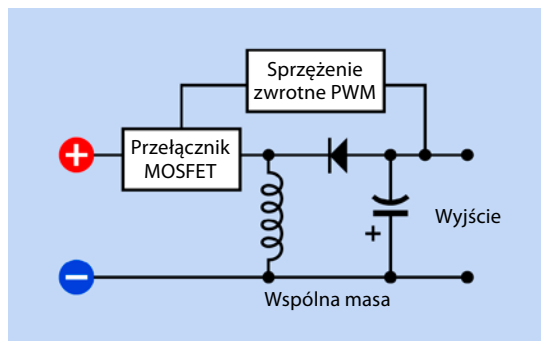 Sprzężenie
zwrotne PWM
Przełącznik
MOSFET
+
−
+
Wyjście
Wspólna masa